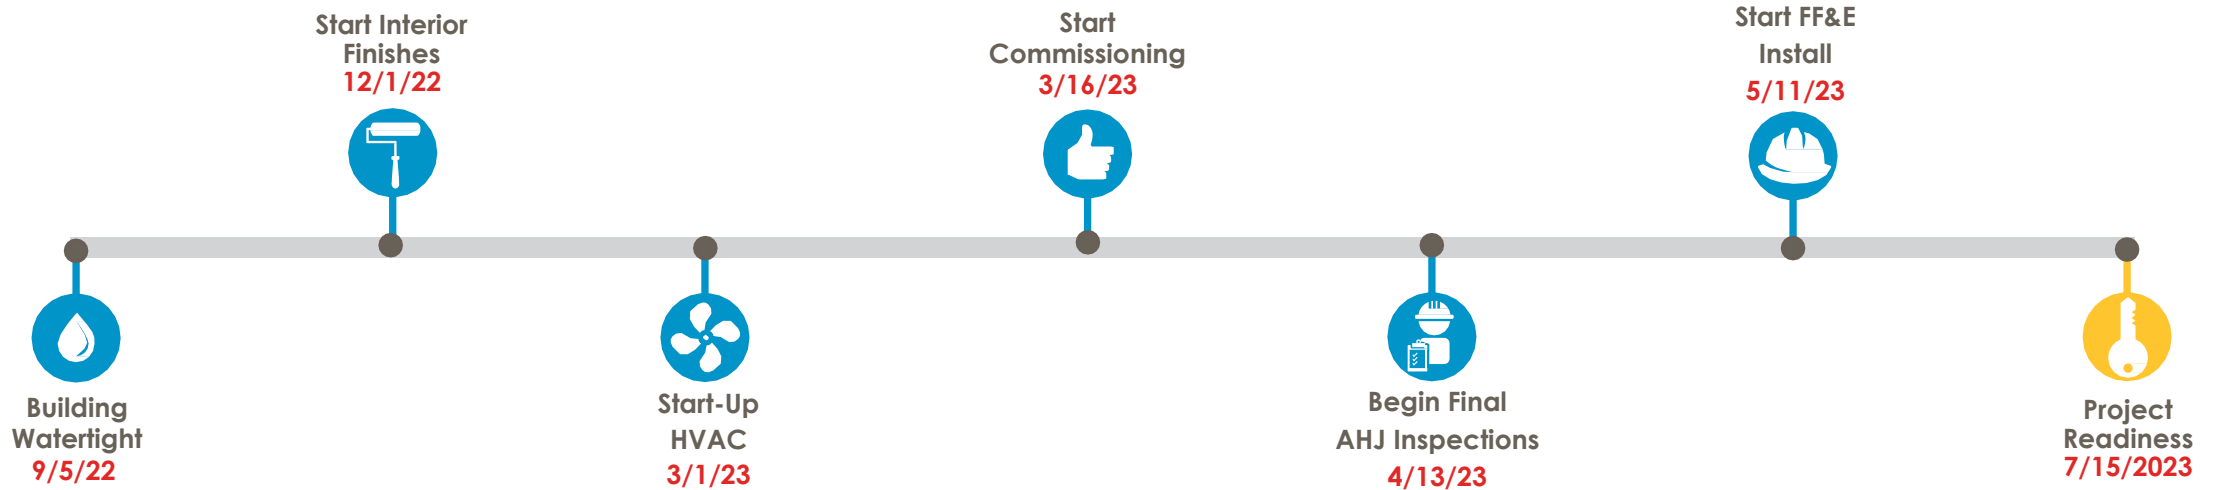 Start Interior
Finishes
12/1/22
Start
Commissioning
3/16/23
Start FF&E
Install
5/11/23
Building
Watertight
9/5/22
Start-Up
HVAC
3/1/23
Begin Final
AHJ Inspections
4/13/23
Project
Readiness
7/15/2023